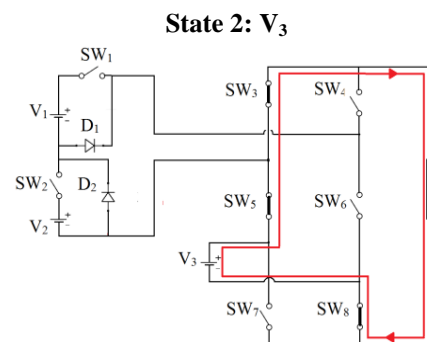 State 2: V₃
SW₁
SW₃
SW₄
V₁
+
−
D₁
SW₂
D₂
SW₅
SW₆
V₂
+
−
V₃
+
−
SW₇
SW₈